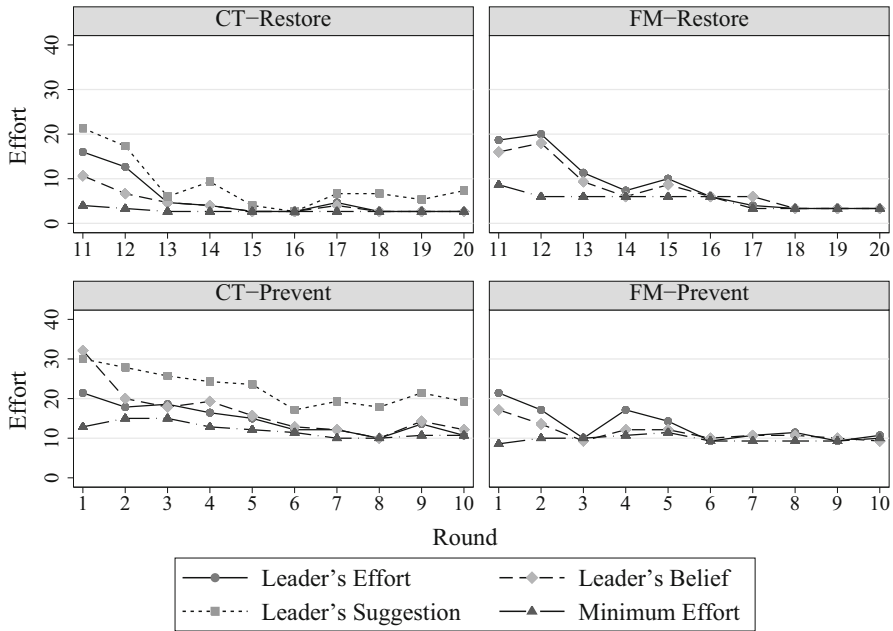 CT−Restore FM−Restore
Effort
40
30
20
10
0
11 12 13 14 15 16 17 18 19 20 11 12 13 14 15 16 17 18 19 20
CT−Prevent FM−Prevent
Effort
40
30
20
10
0
1 2 3 4 5 6 7 8 9 10 1 2 3 4 5 6 7 8 9 10
Round
Leader's Effort Leader's Belief
Leader's Suggestion Minimum Effort